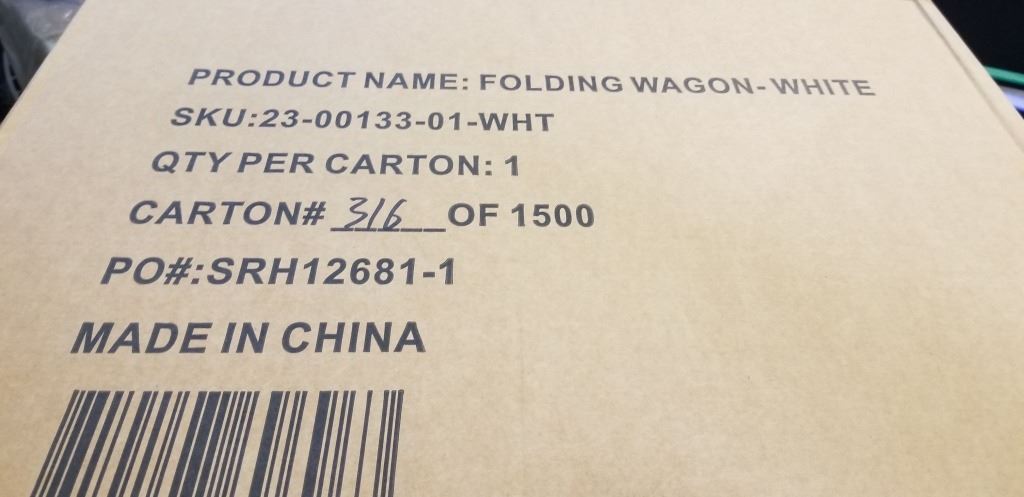 PRODUCT NAME: FOLDING WAGON- WHITE
SKU:23-00133-01-WHT
QTY PER CARTON: 1
CARTON# 316 OF 1500
PO#:SRH12681-1
MADE IN CHINA